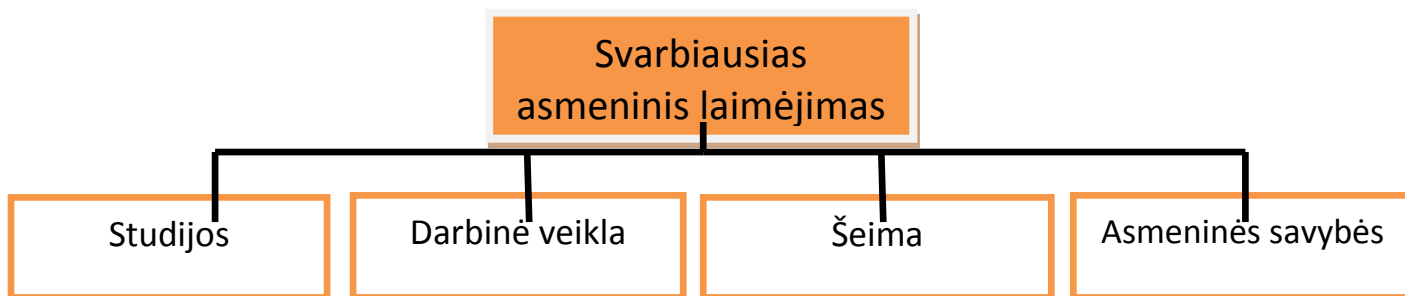 Svarbiausias
asmeninis laimėjimas
Studijos
Darbinė veikla
Šeima
Asmeninės savybės